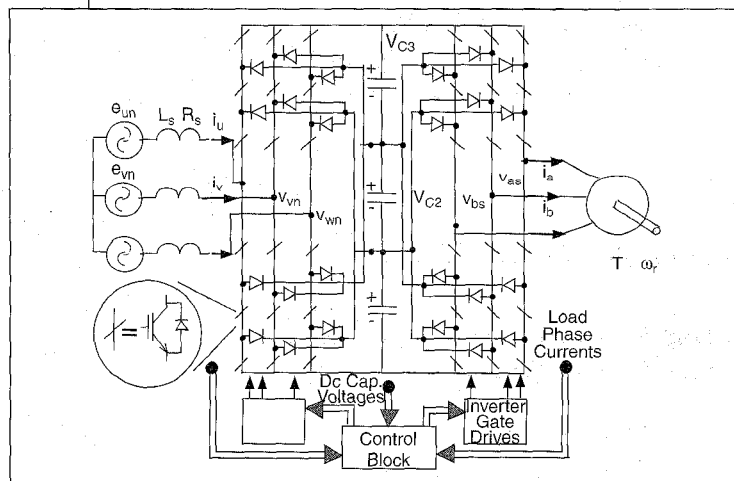 V_C3
e_un
L_s R_s i_u
e_vn
i_v
v_vn
v_wn
V_C2
v_bs
v_as
i_a
i_b
T ω_r
+
-
+
-
+
-
=
Load
Phase
Currents
Dc Cap.
Voltages
Inverter
Gate
Drives
Control
Block